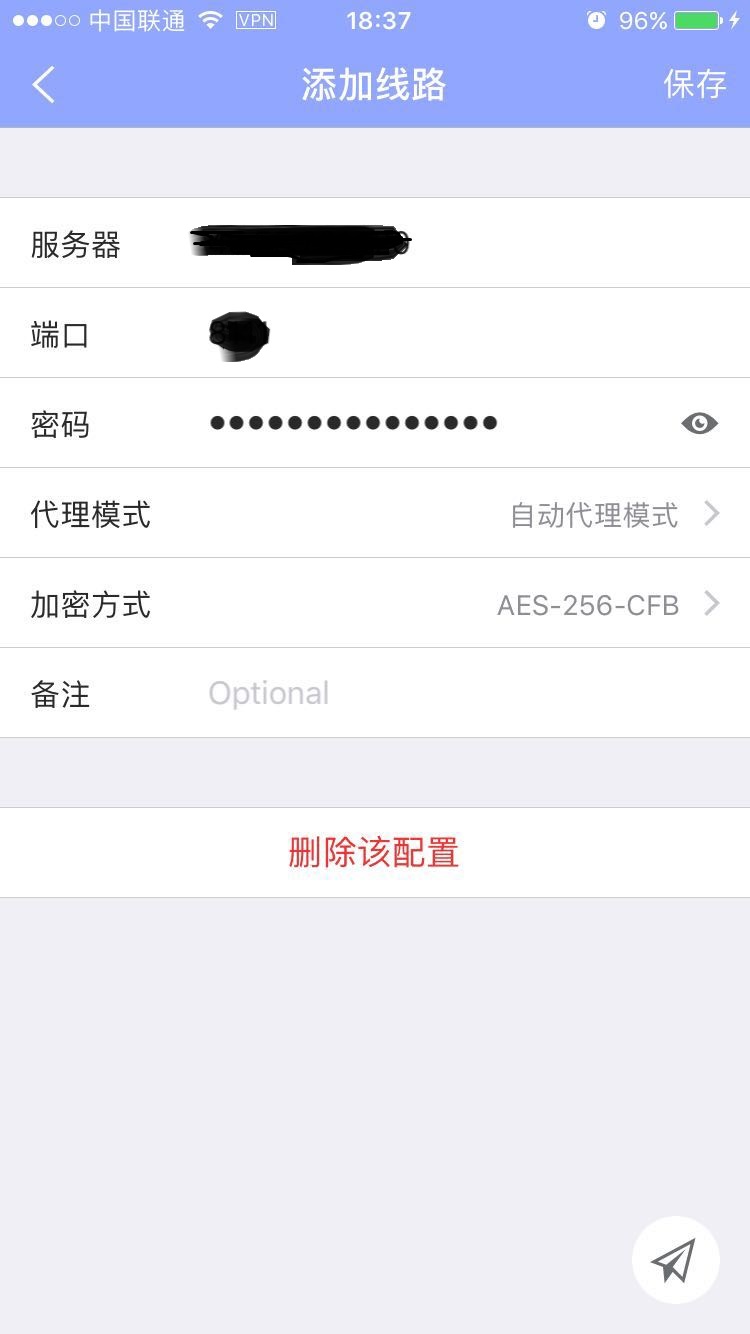 中国联通 VPN 18:37 96%
添加线路 保存
服务器
端口
密码 •••••••••••••••
代理模式 自动代理模式
加密方式 AES-256-CFB
备注 Optional
删除该配置